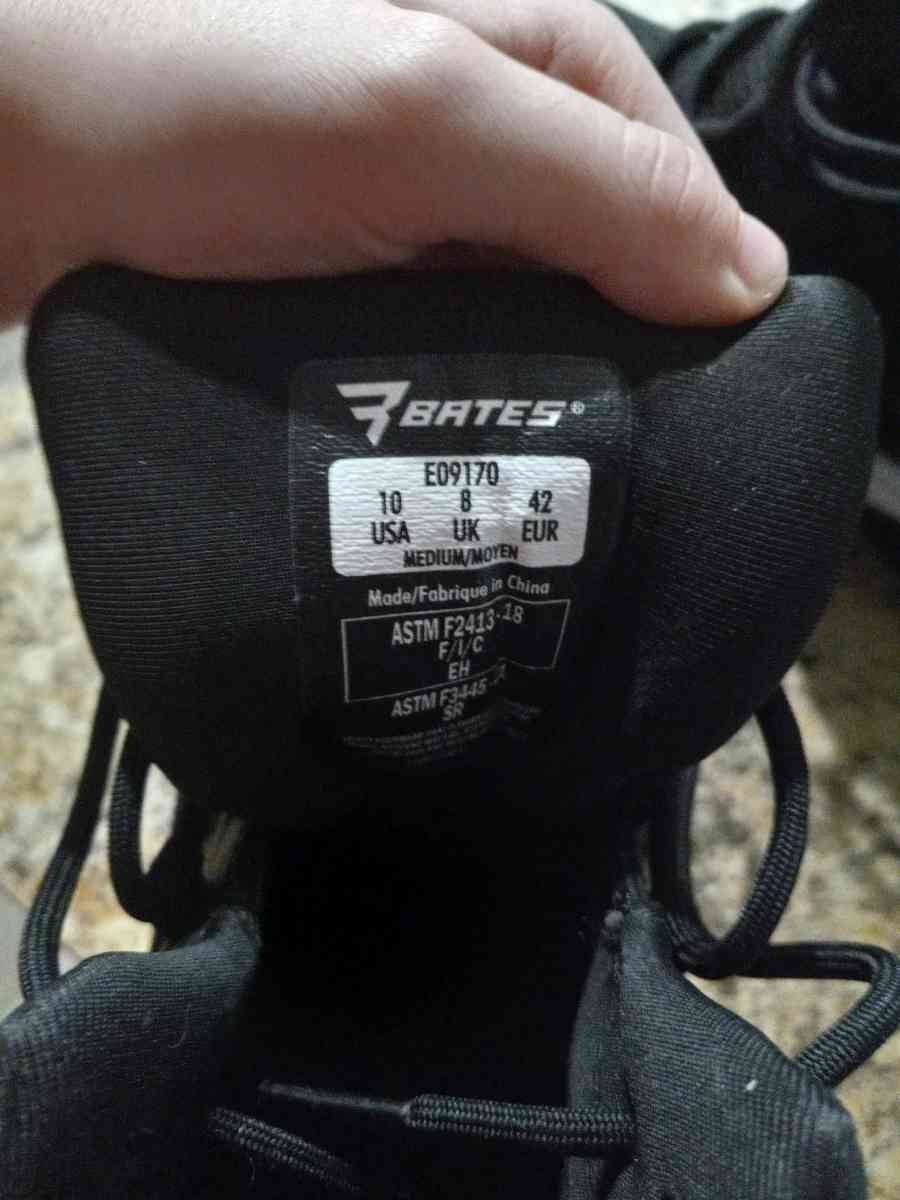 BATES®
E09170
10 8 42
USA UK EUR
MEDIUM/MOYEN
Made/Fabrique in China
ASTM F2413-18
F/I/C
EH
ASTM F3445
SR